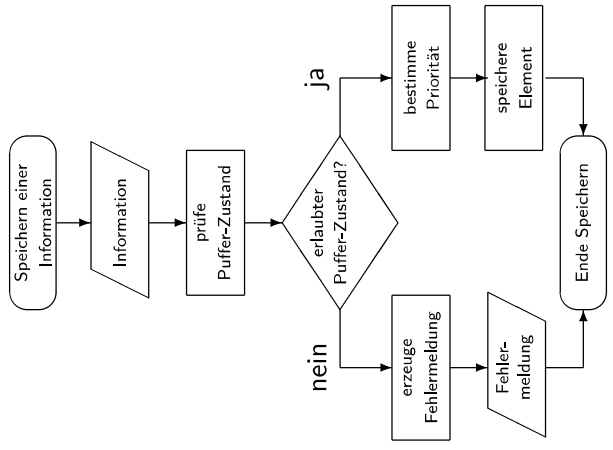 Speichern einer
Information
Information
prüfe
Puffer-Zustand
erlaubter
Puffer-Zustand?
ja
bestimme
Priorität
speichere
Element
nein
erzeuge
Fehlermeldung
Fehler-
meldung
Ende Speichern